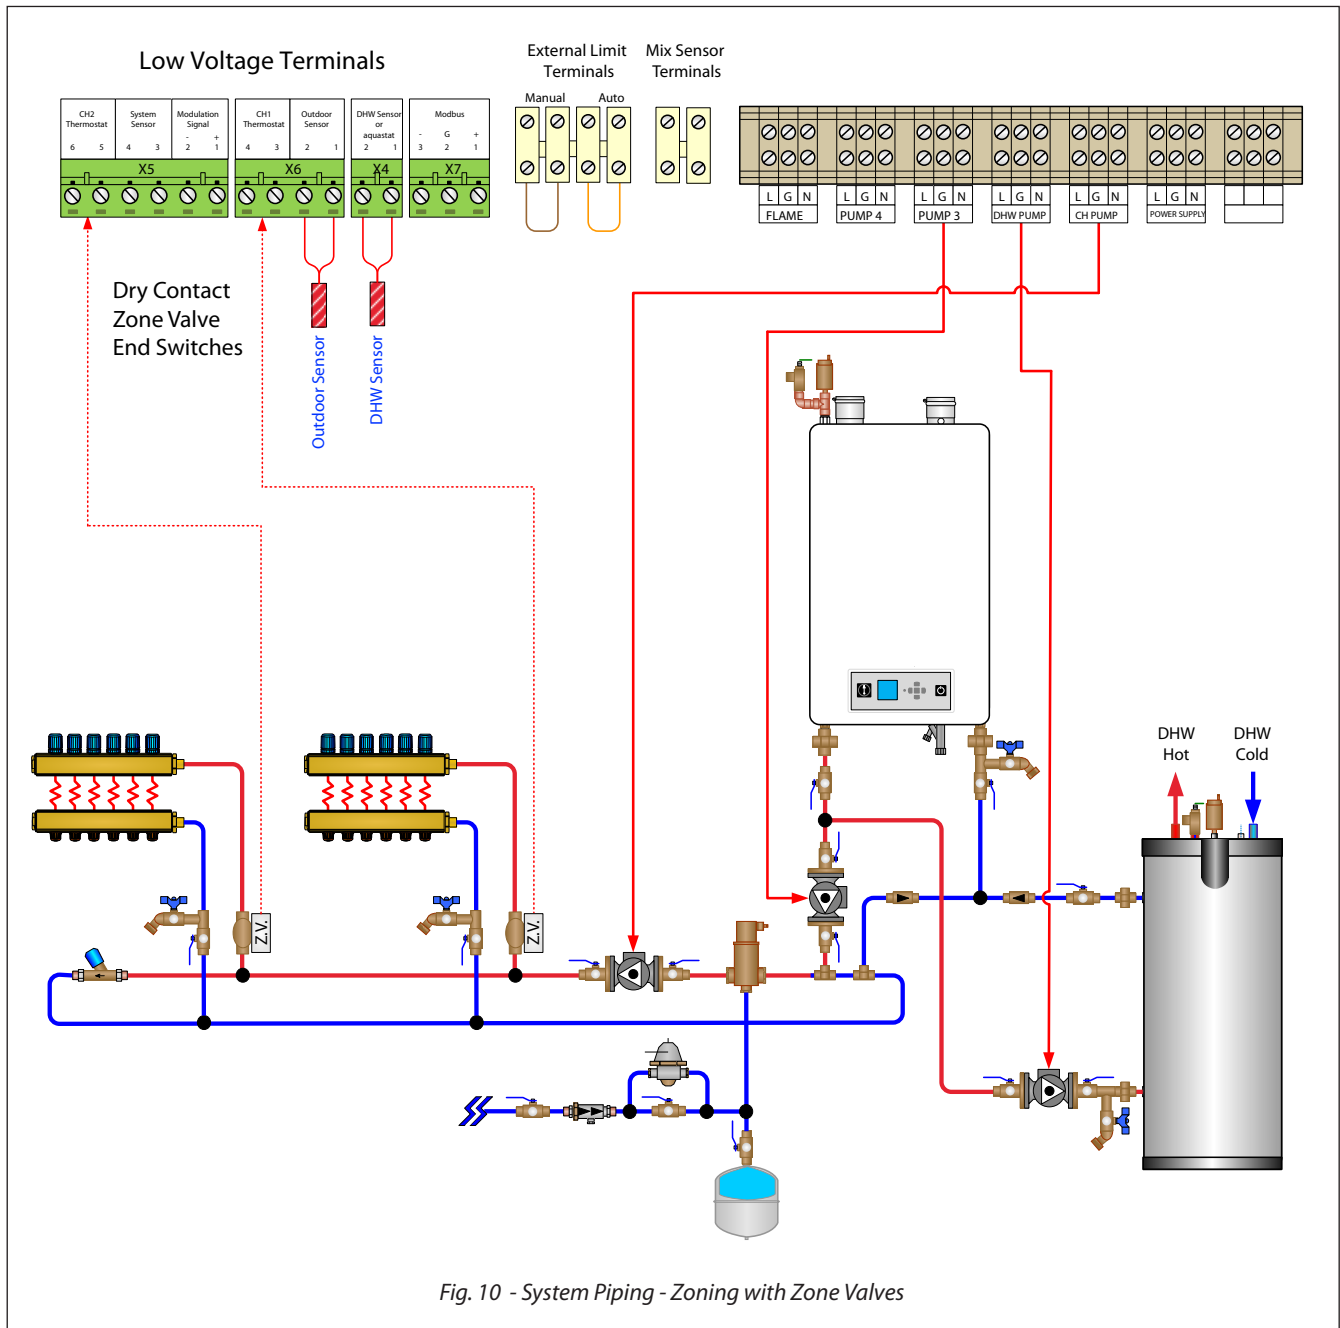 Low Voltage Terminals
External Limit
Terminals
Mix Sensor
Terminals
Manual Auto
CH2
Thermostat
6 5
System
Sensor
4 3
Modulation
Signal
- +
2 1
CH1
Thermostat
4 3
Outdoor
Sensor
2 1
DHW Sensor
or
aquastat
2 1
Modbus
- G +
3 2 1
X5
X6
X4
X7
L G N
FLAME
L G N
PUMP 4
L G N
PUMP 3
L G N
DHW PUMP
L G N
CH PUMP
L G N
POWER SUPPLY
Dry Contact
Zone Valve
End Switches
Outdoor Sensor
DHW Sensor
DHW
Hot
DHW
Cold
Z.V.
Z.V.
Fig. 10 - System Piping - Zoning with Zone Valves